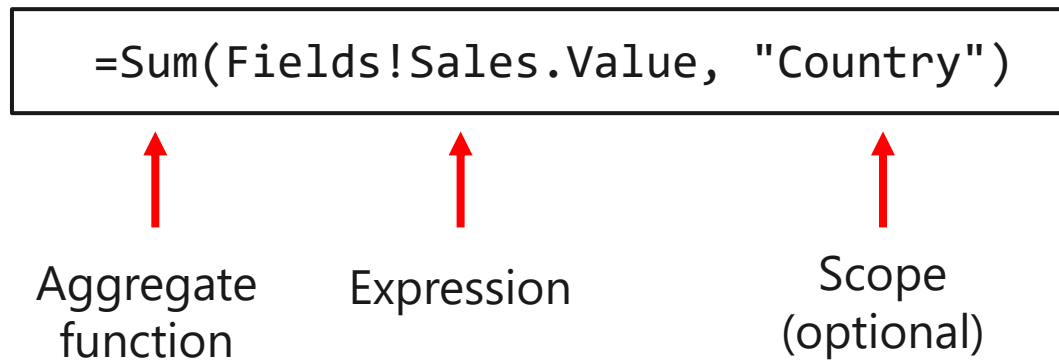 =Sum(Fields!Sales.Value, "Country")
Aggregate
function
Expression
Scope
(optional)